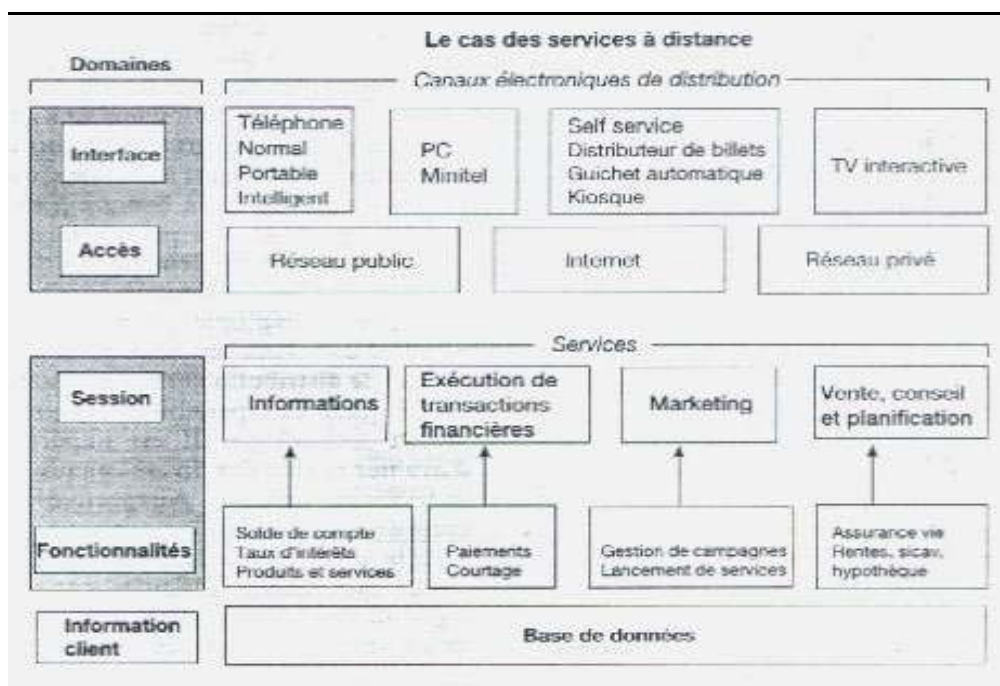 Le cas des services à distance
Domaines
Canaux électroniques de distribution
Interface
Téléphone
Normal
Portable
Intelligent
PC
Minitel
Self service
Distributeur de billets
Guichet automatique
Kiosque
TV interactive
Accès
Réseau public
Internet
Réseau privé
Services
Session
Informations
Exécution de
transactions
financières
Marketing
Vente, conseil
et planification
Fonctionnalités
Solde de compte
Taux d'intérêts
Produits et services
Paiements
Courtage
Gestion de campagnes
Lancement de services
Assurance vie
Rentes, sicav,
hypothèque
Information
client
Base de données